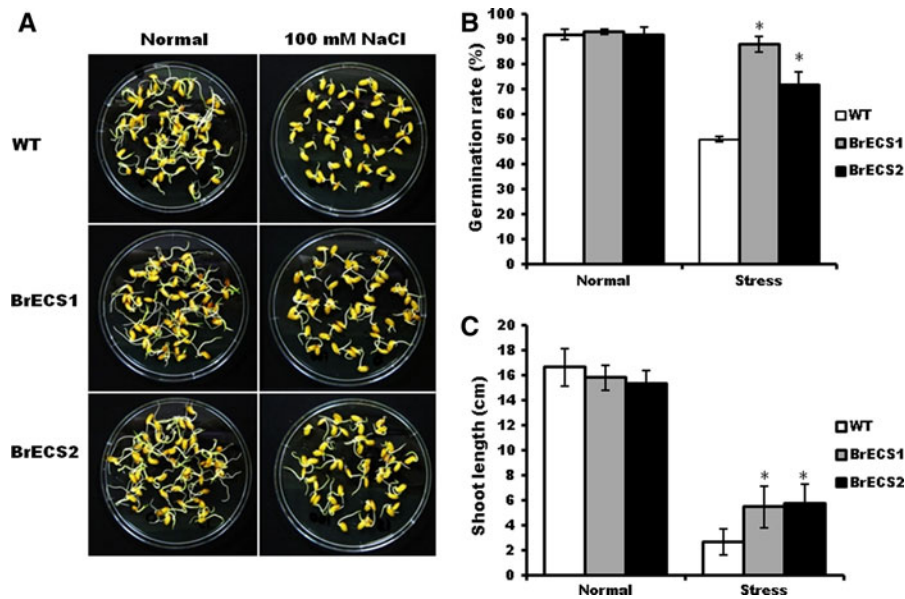 A
Normal
100 mM NaCl
WT
BrECS1
BrECS2
B
Germination rate (%)
100
90
80
70
60
50
40
30
20
10
0
*
*
Normal
Stress
WT
BrECS1
BrECS2
C
Shoot length (cm)
20
18
16
14
12
10
8
6
4
2
0
*
*
Normal
Stress
WT
BrECS1
BrECS2